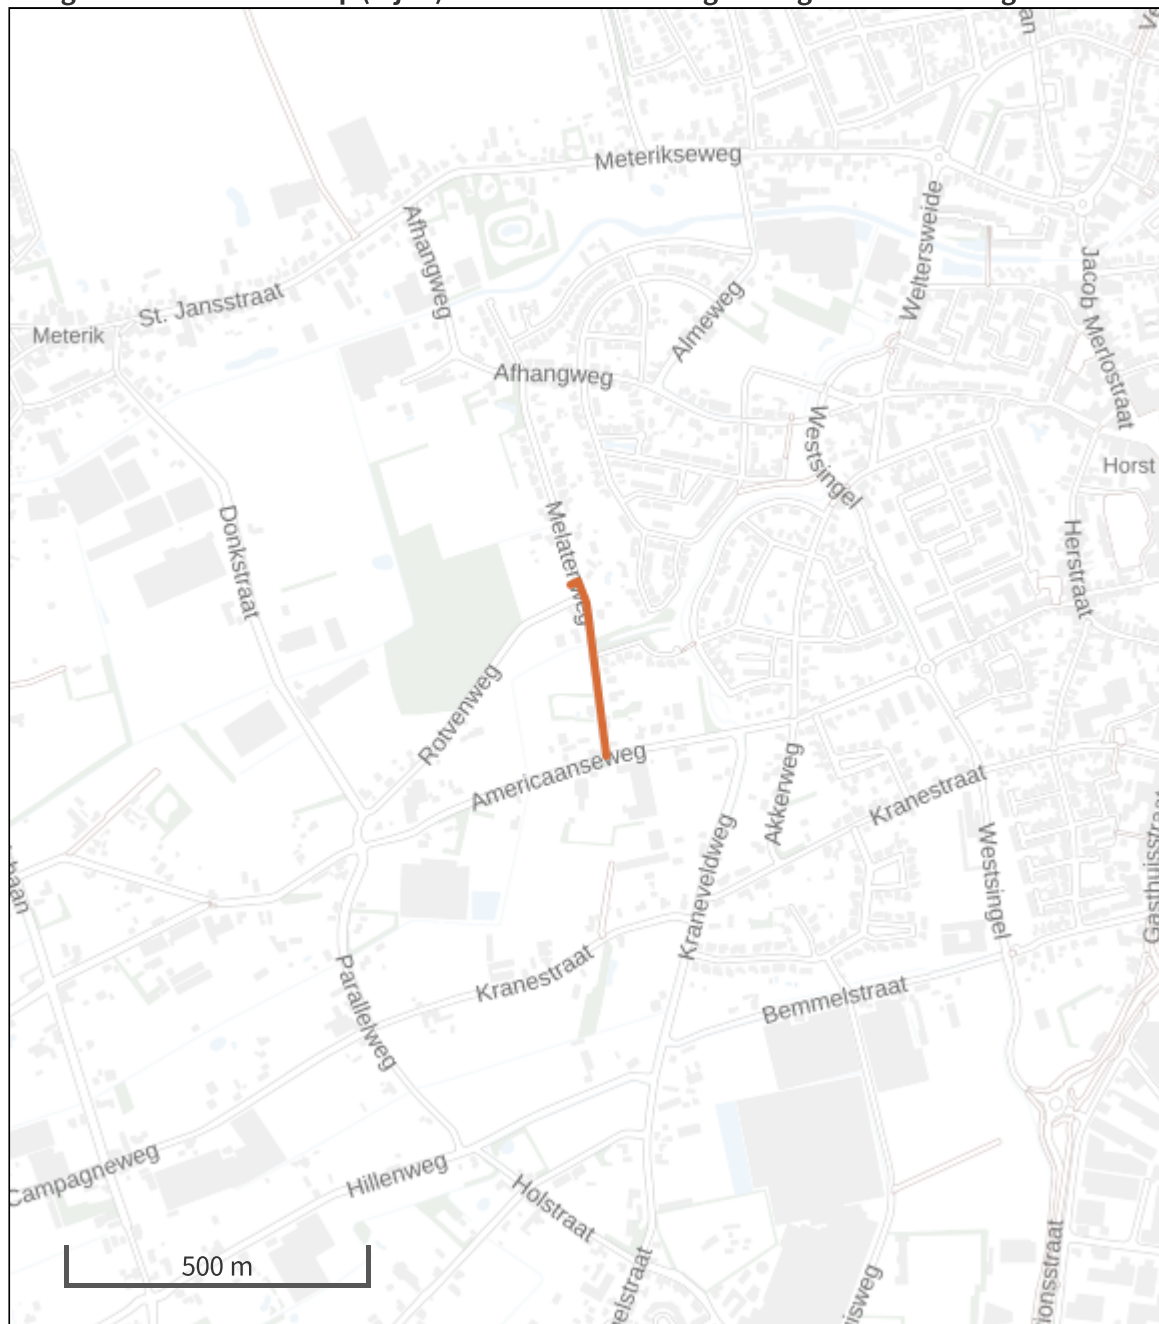 Meterikseweg
Afhangweg
Weltersweide
Jacob Merlostraat
St. Jansstraat
Meterik
Almeweg
Afhangweg
Westsingel
Horst
Donkstraat
Melatenweg
Herstraat
Rotvenweg
Americaanseweg
Akkerweg
Kranestraat
Kraneveldweg
Westsingel
Kranestraat
Parallelweg
Bemmelstraat
Campagneweg
Hillenweg
Holstraat
500 m